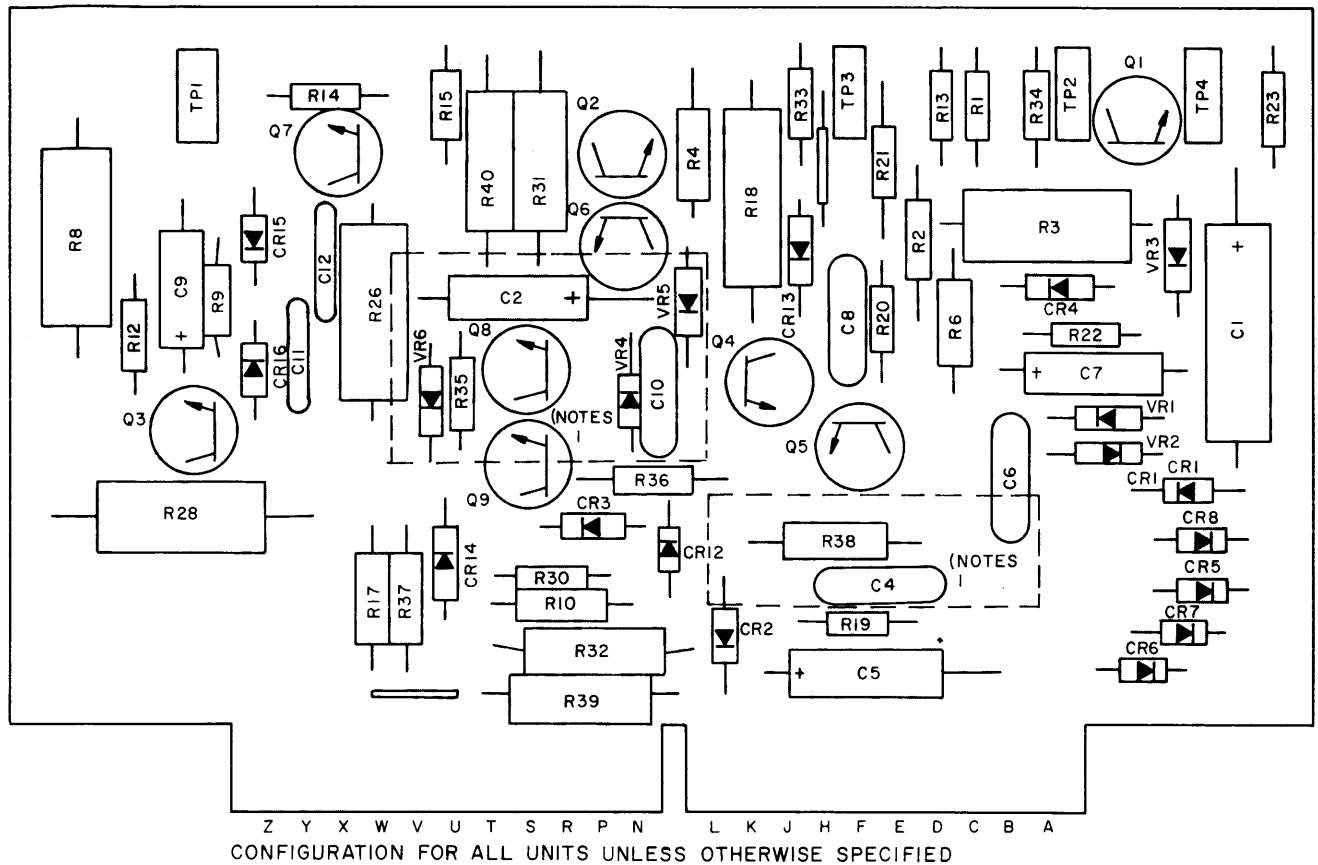 TP1
R14
Q7
R15
R40
R31
Q2
R4
R18
R33
TP3
R21
R13
R1
R34
TP2
Q1
TP4
R23
R8
C9
+
R9
R12
CR15
CR16
C12
C11
R26
Q6
C2
+
VR5
VR6
R35
Q8
VR4
C10
(NOTES
1
Q3
Q9
R36
CR13
C8
R20
R2
R6
R3
CR4
R22
+
C7
VR3
+
C1
Q4
Q5
VR1
VR2
C6
CR1
CR1
CR8
CR5
CR7
CR6
R28
CR3
CR12
CR14
R17
R37
R30
R10
R32
R39
R38
(NOTES
1
C4
CR2
R19
+
C5
Z Y X W V U T S R P N L K J H F E D C B A
CONFIGURATION FOR ALL UNITS UNLESS OTHERWISE SPECIFIED